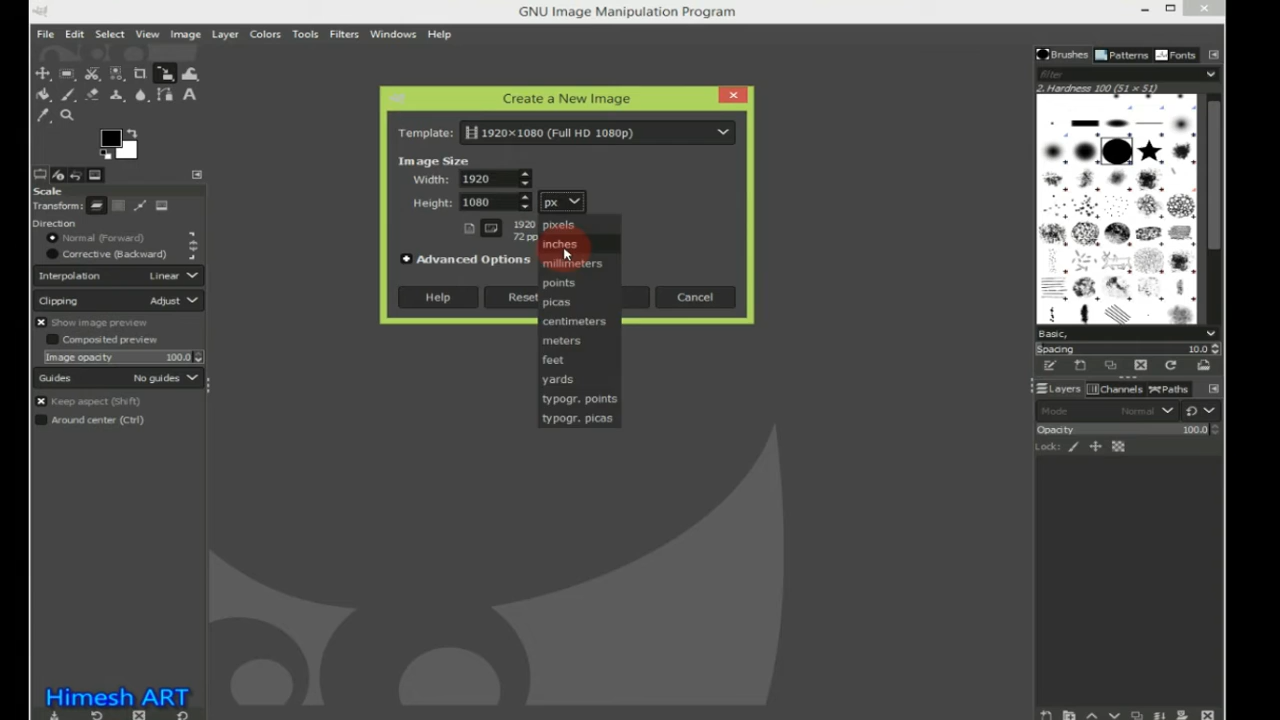 GNU Image Manipulation Program
File Edit Select View Image Layer Colors Tools Filters Windows Help
Brushes Patterns Fonts
filter
2. Hardness 100 (51 × 51)
Create a New Image
Template: 1920×1080 (Full HD 1080p)
Image Size
Width: 1920
Height: 1080 px
1920
72 pp
pixels
inches
millimeters
points
picas
centimeters
meters
feet
yards
typogr. points
typogr. picas
Advanced Options
Help Reset Cancel
Scale
Transform:
Direction
Normal (Forward)
Corrective (Backward)
Interpolation Linear
Clipping Adjust
Show image preview
Composited preview
Image opacity 100.0
Guides No guides
Keep aspect (Shift)
Around center (Ctrl)
Basic,
Spacing 10.0
Layers Channels Paths
Mode Normal
Opacity 100.0
Lock:
Himesh ART